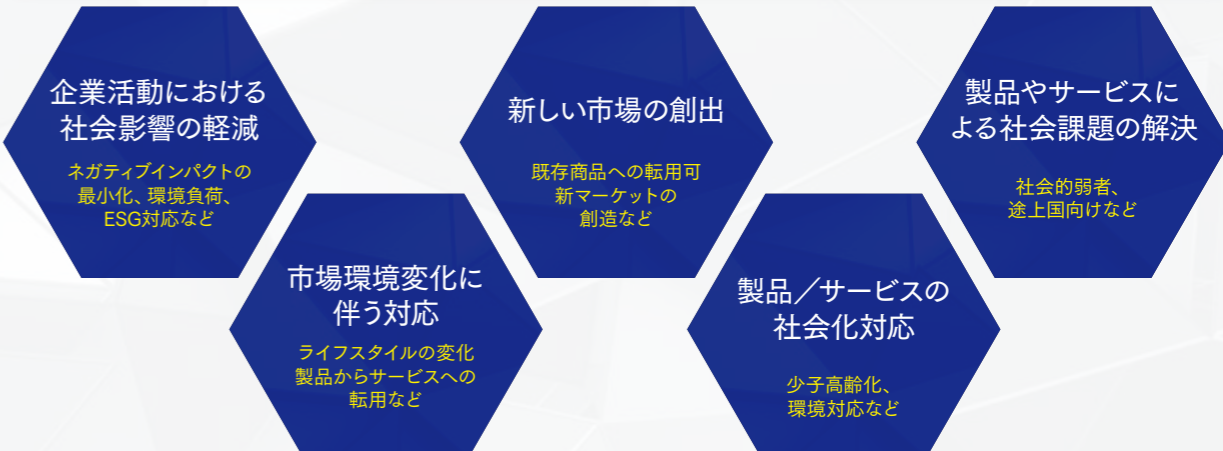 企業活動における
社会影響の軽減
ネガティブインパクトの
最小化、環境負荷、
ESG対応など
市場環境変化に
伴う対応
ライフスタイルの変化
製品からサービスへの
転用など
新しい市場の創出
既存商品への転用可
新マーケットの
創造など
製品／サービスの
社会化対応
少子高齢化、
環境対応など
製品やサービスに
よる社会課題の解決
社会的弱者、
途上国向けなど